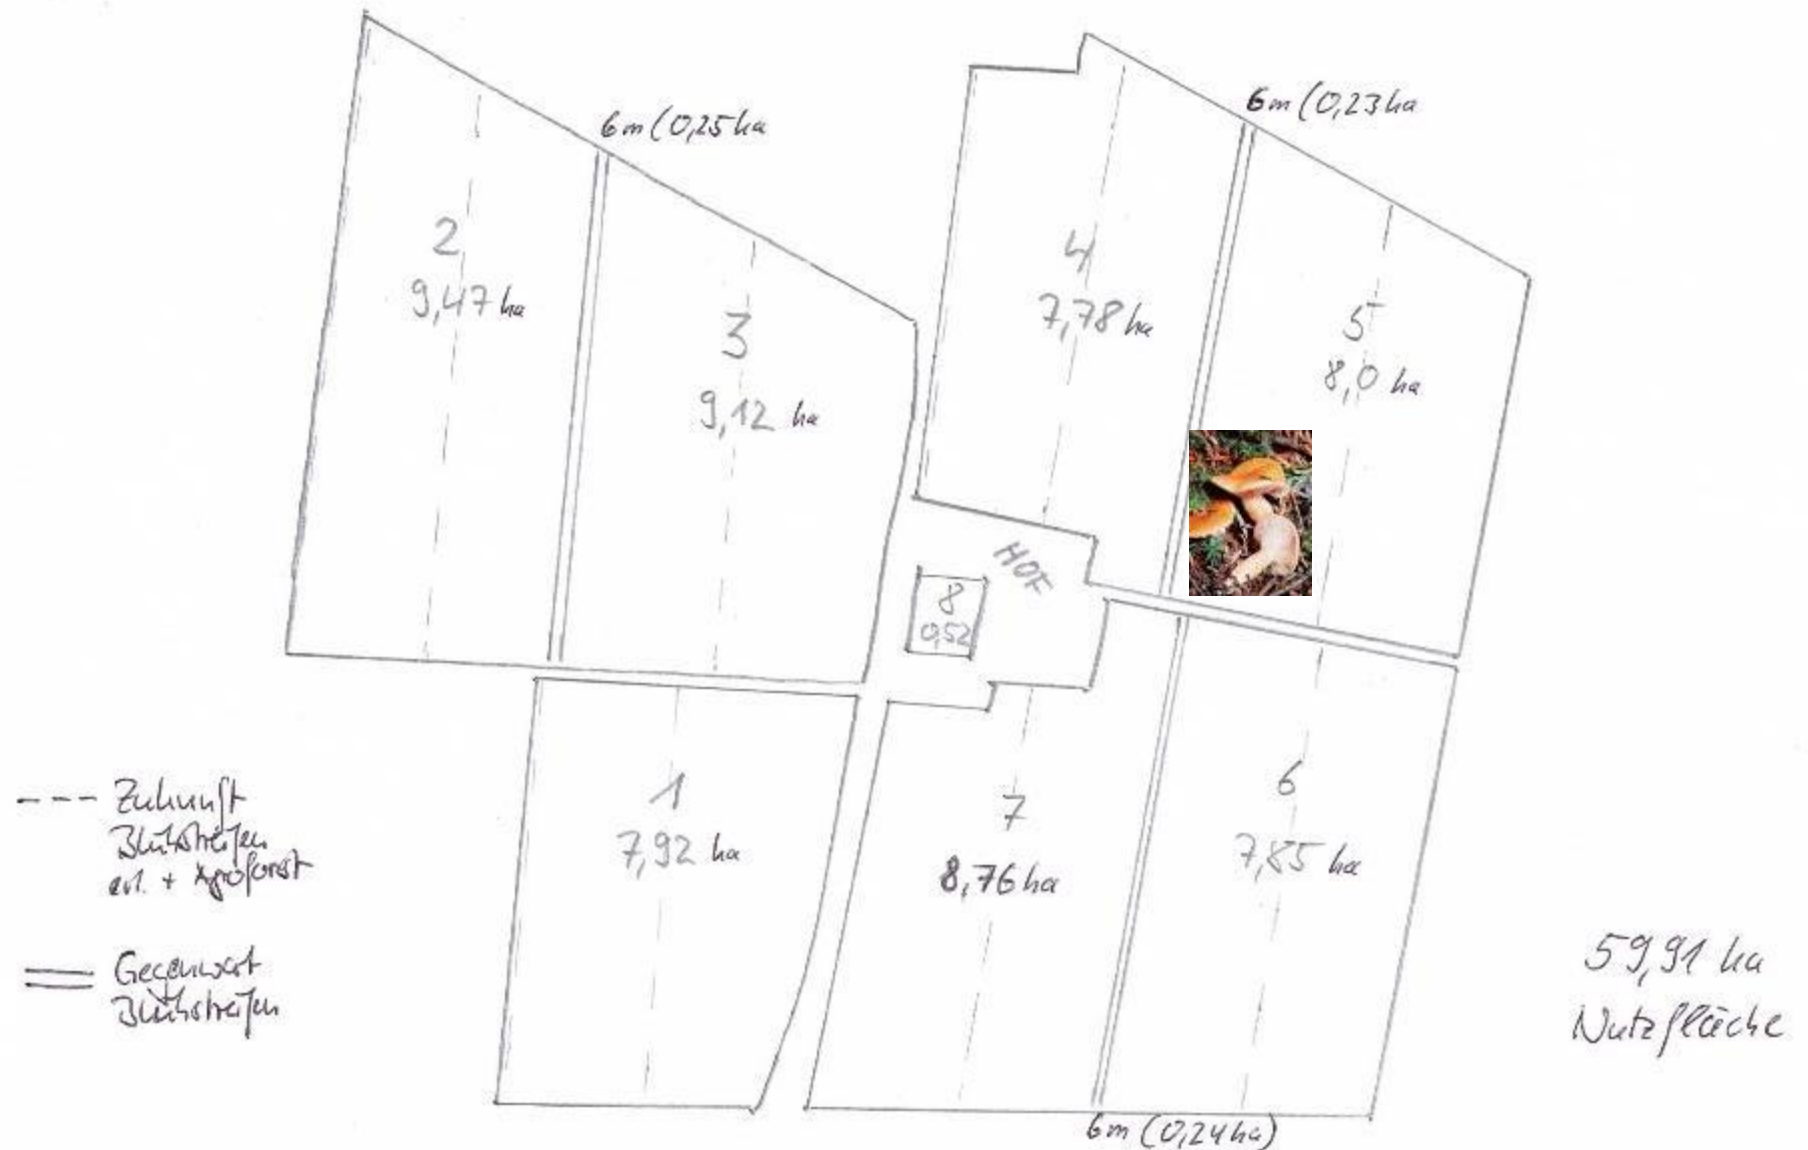 6m (0,25 ha
6m (0,23 ha
2
9,47 ha
3
9,12 ha
4
7,78 ha
5
8,0 ha
HOF
8
0,52
1
7,92 ha
7
8,76 ha
6
7,85 ha
--- Zukunft
Blühstreifen
evl. + Agroforst
Gegenwart
Blühstreifen
59,91 ha
Nutzfläche
6m (0,24 ha)